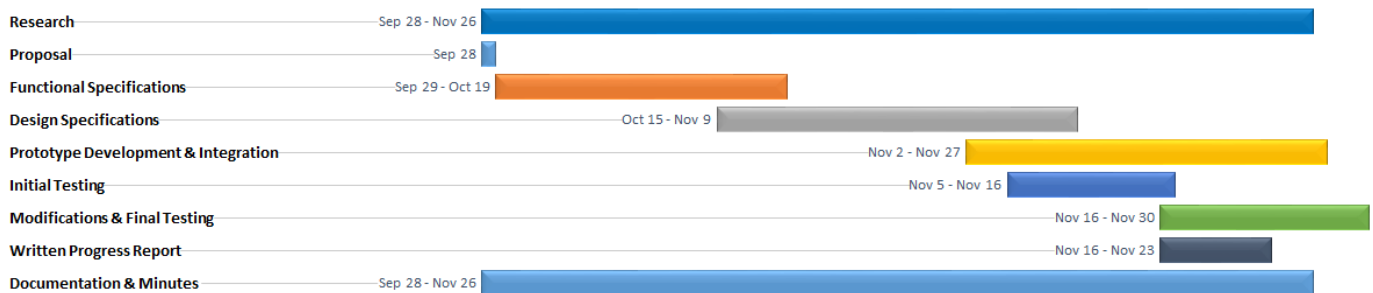 Research Sep 28 - Nov 26
Proposal Sep 28
Functional Specifications Sep 29 - Oct 19
Design Specifications Oct 15 - Nov 9
Prototype Development & Integration Nov 2 - Nov 27
Initial Testing Nov 5 - Nov 16
Modifications & Final Testing Nov 16 - Nov 30
Written Progress Report Nov 16 - Nov 23
Documentation & Minutes Sep 28 - Nov 26